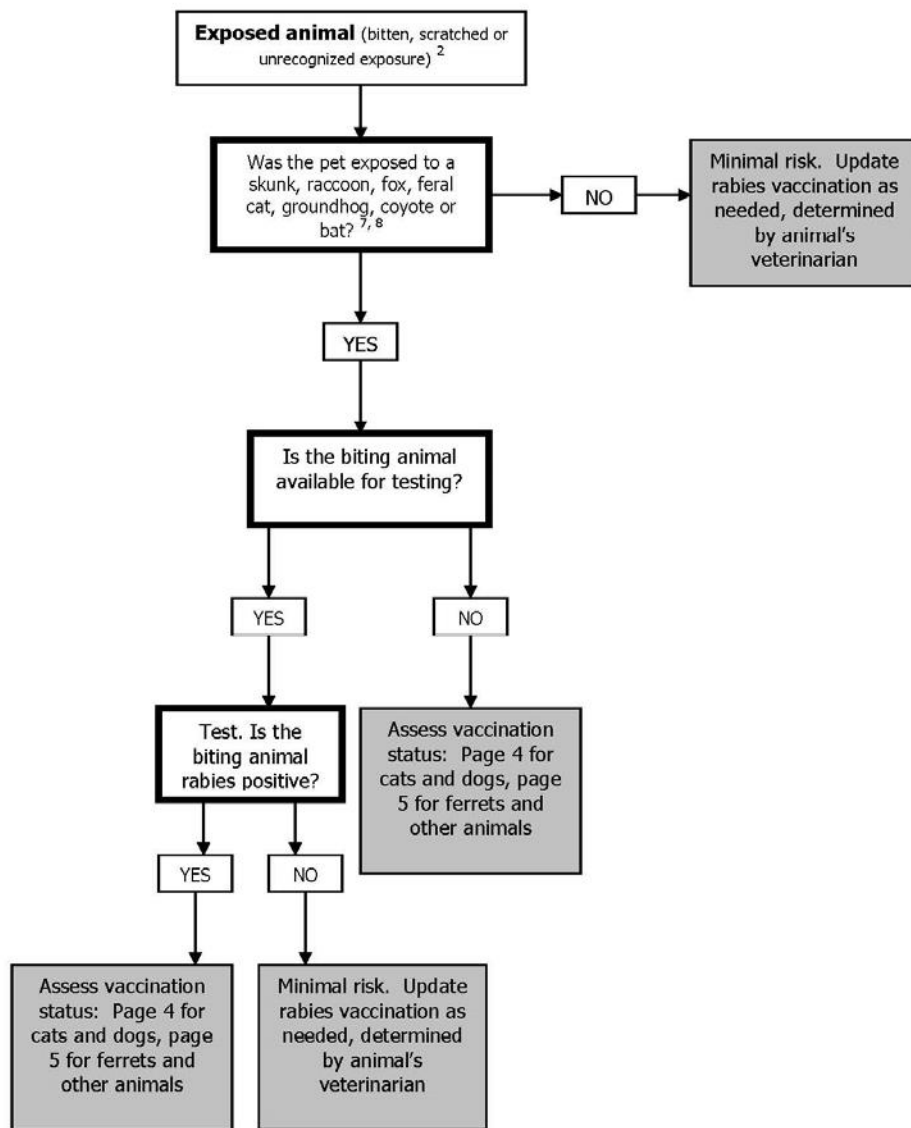 Exposed animal (bitten, scratched or
unrecognized exposure) 2
Was the pet exposed to a
skunk, raccoon, fox, feral
cat, groundhog, coyote or
bat? 7, 8
NO
Minimal risk. Update
rabies vaccination as
needed, determined
by animal's
veterinarian
YES
Is the biting animal
available for testing?
YES
NO
Test. Is the
biting animal
rabies positive?
Assess vaccination
status: Page 4 for
cats and dogs, page
5 for ferrets and
other animals
YES
NO
Assess vaccination
status: Page 4 for
cats and dogs, page
5 for ferrets and
other animals
Minimal risk. Update
rabies vaccination as
needed, determined
by animal's
veterinarian